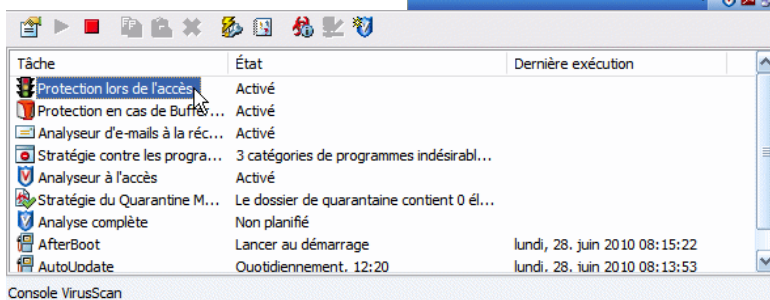 Tâche État Dernière exécution
Protection lors de l'accès Activé
Protection en cas de Buffer... Activé
Analyseur d'e-mails à la réc... Activé
Stratégie contre les progra... 3 catégories de programmes indésirabl...
Analyseur à l'accès Activé
Stratégie du Quarantine M... Le dossier de quarantaine contient 0 él...
Analyse complète Non planifié
AfterBoot Lancer au démarrage lundi, 28. juin 2010 08:15:22
AutoUpdate Quotidiennement, 12:20 lundi, 28. juin 2010 08:13:53
Console VirusScan